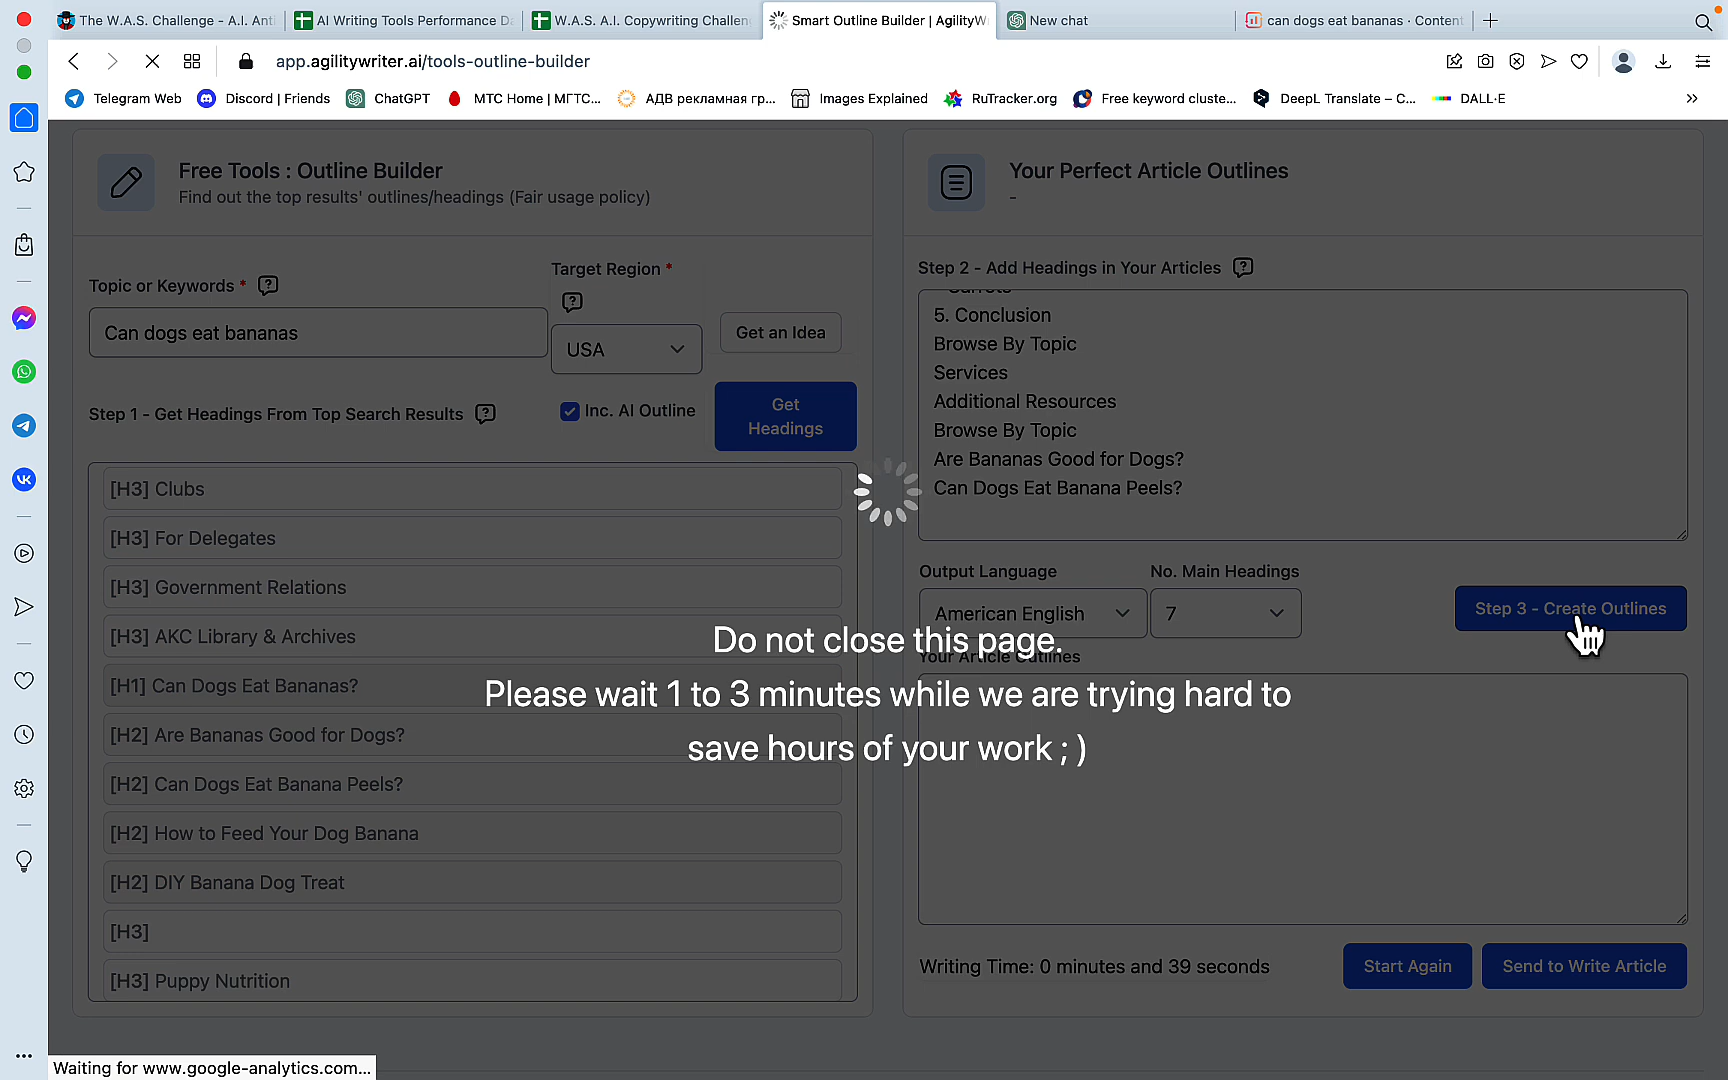 The W.A.S. Challenge - A.I. Anti
AI Writing Tools Performance Da
W.A.S. A.I. Copywriting Challen
Smart Outline Builder | AgilityW
New chat
can dogs eat bananas · Content
app.agilitywriter.ai/tools-outline-builder
Telegram Web
Discord | Friends
ChatGPT
МТС Home | МГТС...
АДВ рекламная гр...
Images Explained
RuTracker.org
Free keyword cluste...
DeepL Translate – C...
DALL·E
Free Tools : Outline Builder
Find out the top results' outlines/headings (Fair usage policy)
Topic or Keywords *
Target Region *
Can dogs eat bananas
USA
Get an Idea
Step 1 - Get Headings From Top Search Results
Inc. AI Outline
Get
Headings
[H3] Clubs
[H3] For Delegates
[H3] Government Relations
[H3] AKC Library & Archives
[H1] Can Dogs Eat Bananas?
[H2] Are Bananas Good for Dogs?
[H2] Can Dogs Eat Banana Peels?
[H2] How to Feed Your Dog Banana
[H2] DIY Banana Dog Treat
[H3]
[H3] Puppy Nutrition
Your Perfect Article Outlines
-
Step 2 - Add Headings in Your Articles
- Carrots
5. Conclusion
Browse By Topic
Services
Additional Resources
Browse By Topic
Are Bananas Good for Dogs?
Can Dogs Eat Banana Peels?
Output Language
No. Main Headings
American English
7
Step 3 - Create Outlines
Your Article Outlines
Do not close this page.
Please wait 1 to 3 minutes while we are trying hard to
save hours of your work ; )
Writing Time: 0 minutes and 39 seconds
Start Again
Send to Write Article
Waiting for www.google-analytics.com...